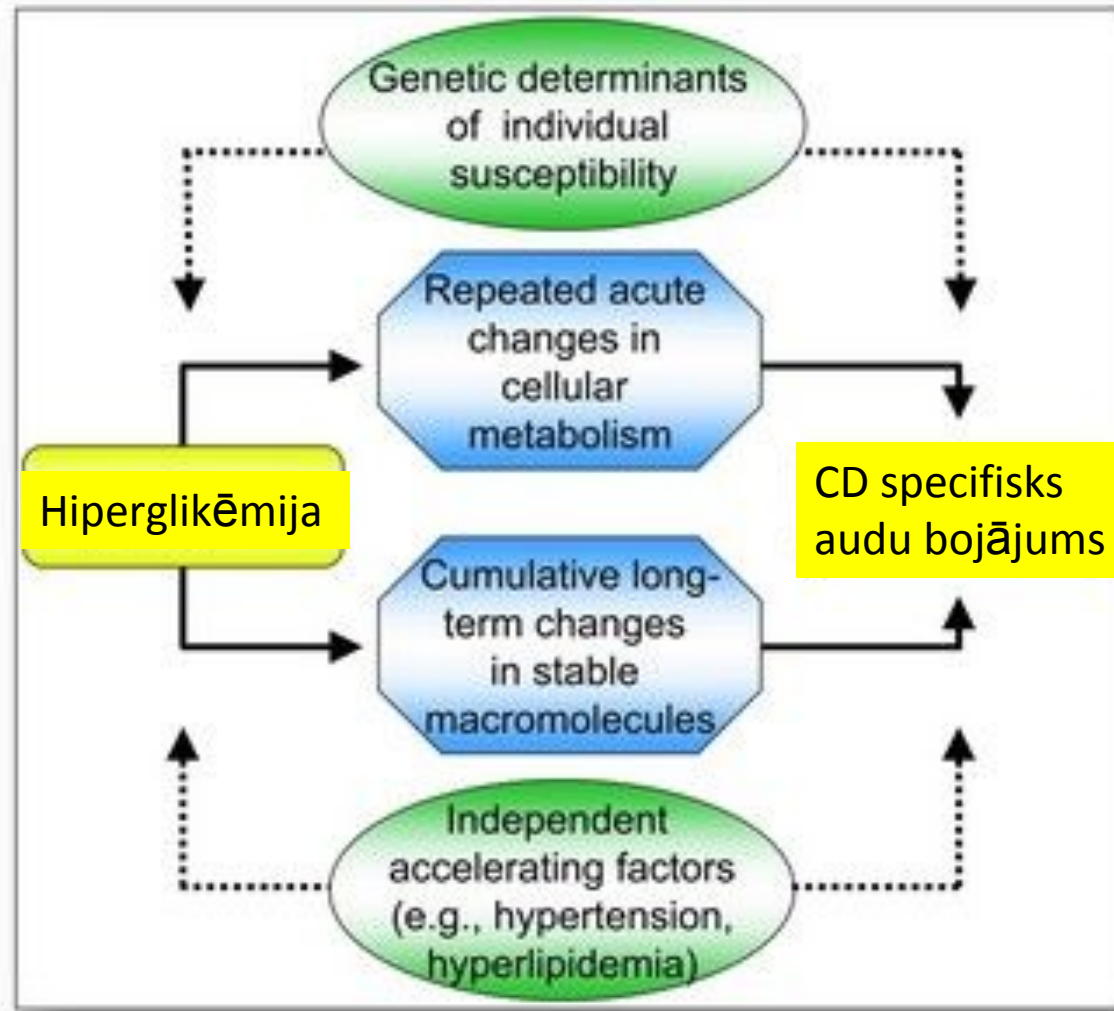 Genetic determinants
of individual
susceptibility
Repeated acute
changes in
cellular
metabolism
Hiperglikēmija
CD specifisks
audu bojājums
Cumulative long-
term changes
in stable
macromolecules
Independent
accelerating factors
(e.g., hypertension,
hyperlipidemia)